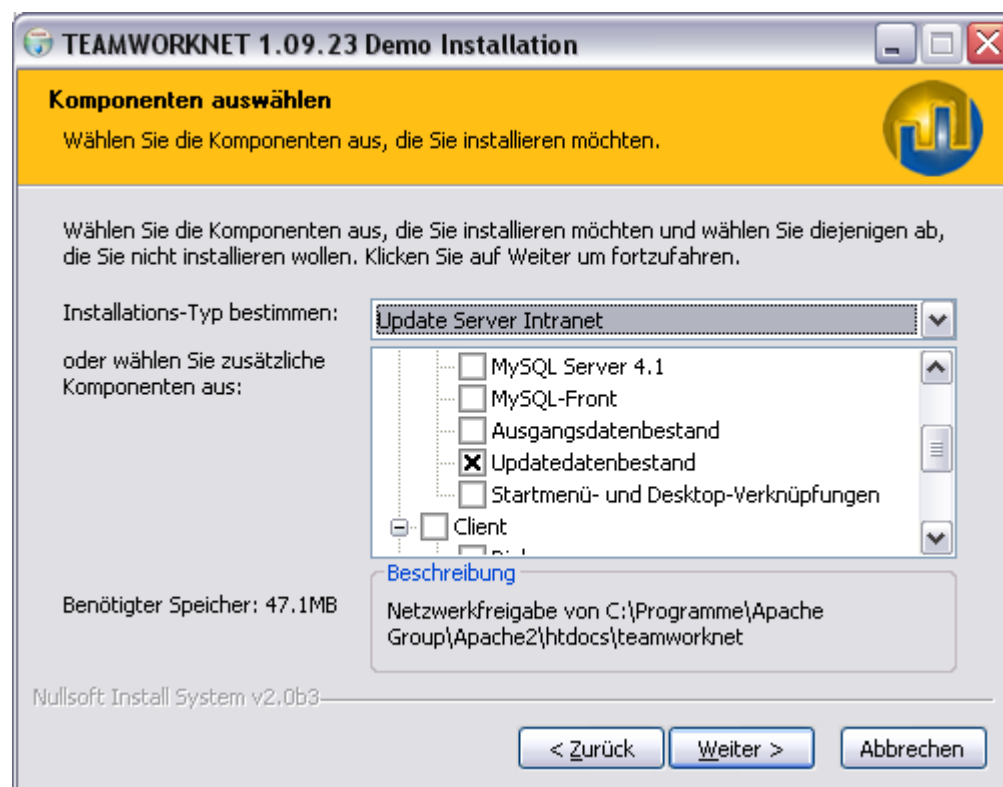 TEAMWORKNET 1.09.23 Demo Installation
Komponenten auswählen
Wählen Sie die Komponenten aus, die Sie installieren möchten.
Wählen Sie die Komponenten aus, die Sie installieren möchten und wählen Sie diejenigen ab,
die Sie nicht installieren wollen. Klicken Sie auf Weiter um fortzufahren.
Installations-Typ bestimmen:
Update Server Intranet
oder wählen Sie zusätzliche
Komponenten aus:
MySQL Server 4.1
MySQL-Front
Ausgangsdatenbestand
Updatedatenbestand
Startmenü- und Desktop-Verknüpfungen
Client
Benötigter Speicher: 47.1MB
Beschreibung
Netzwerkfreigabe von C:\Programme\Apache
Group\Apache2\htdocs\teamworknet
Nullsoft Install System v2.0b3
< Zurück
Weiter >
Abbrechen